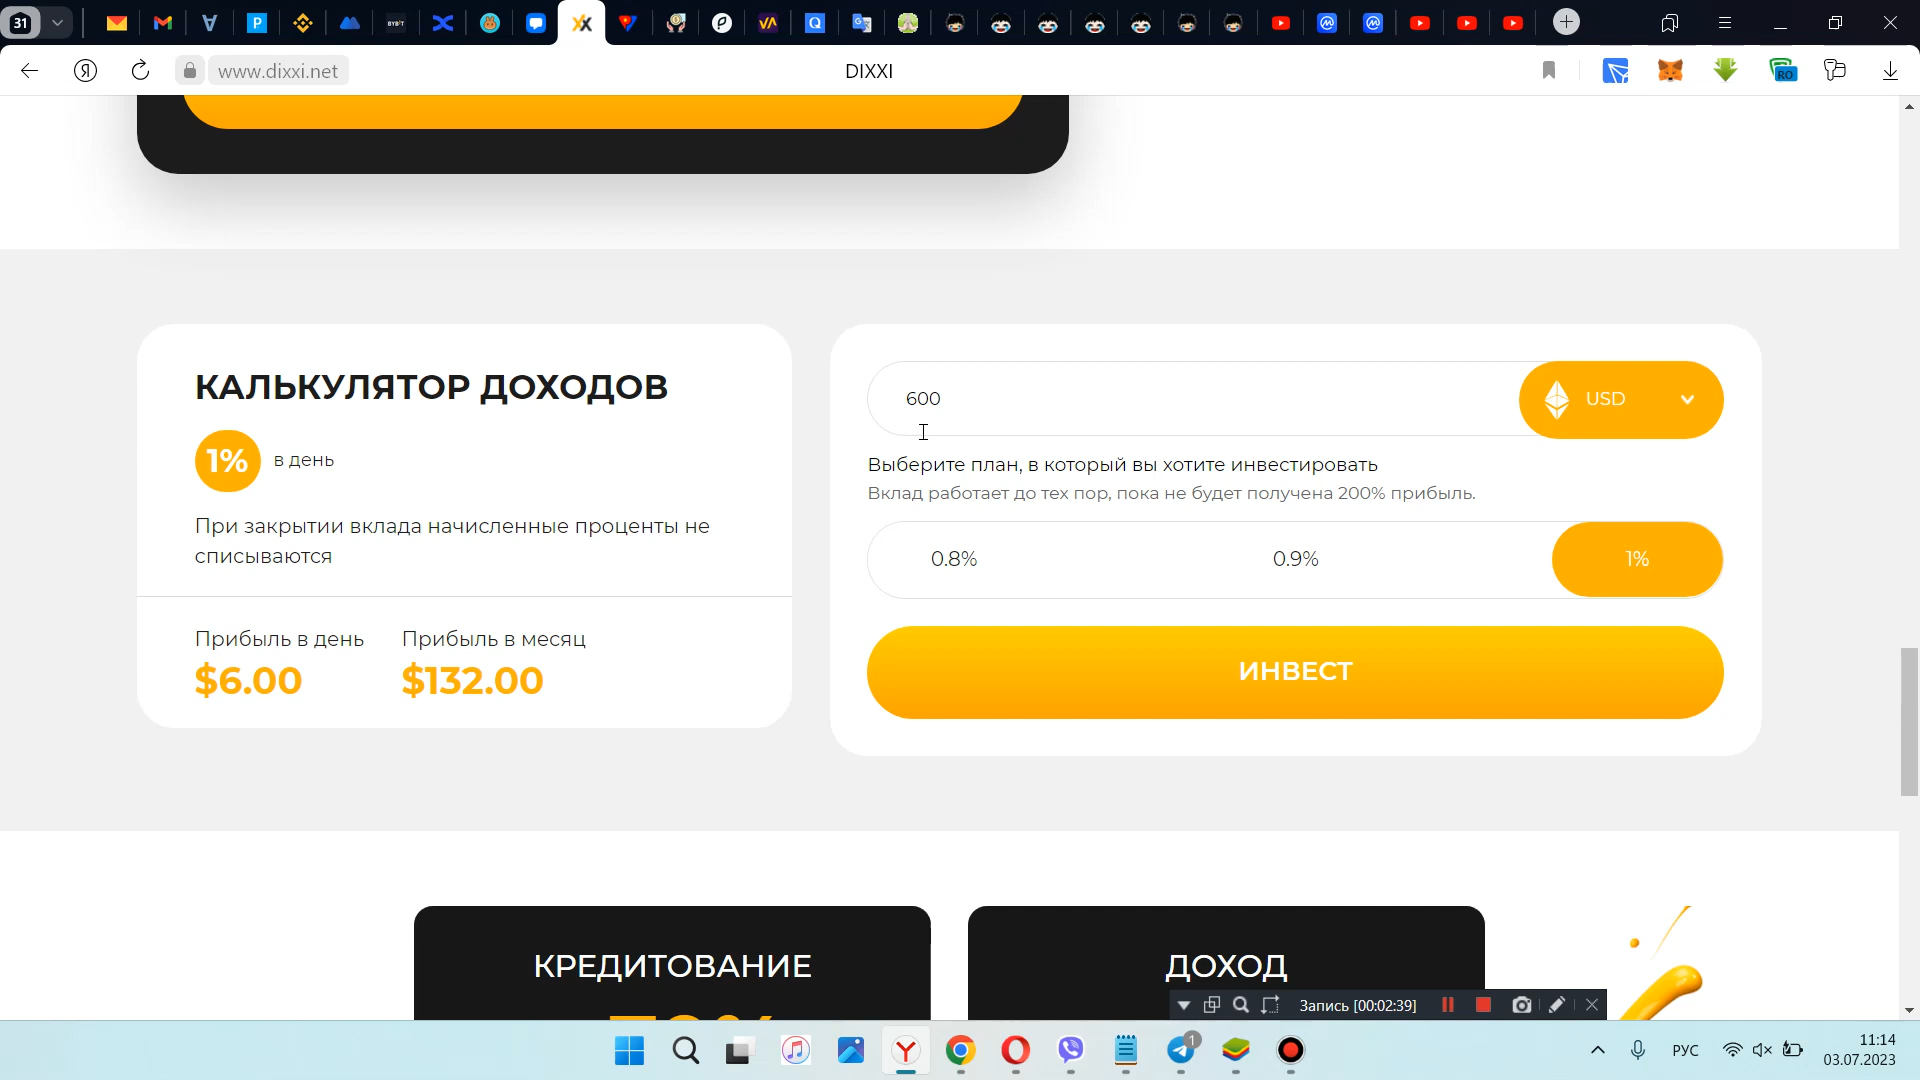 31
www.dixxi.net
DIXXI
КАЛЬКУЛЯТОР ДОХОДОВ
1% в день
При закрытии вклада начисленные проценты не
списываются
Прибыль в день Прибыль в месяц
$6.00 $132.00
600
USD
Выберите план, в который вы хотите инвестировать
Вклад работает до тех пор, пока не будет получена 200% прибыль.
0.8% 0.9% 1%
ИНВЕСТ
КРЕДИТОВАНИЕ
ДОХОД
Запись [00:02:39]
1
РУС
11:14
03.07.2023